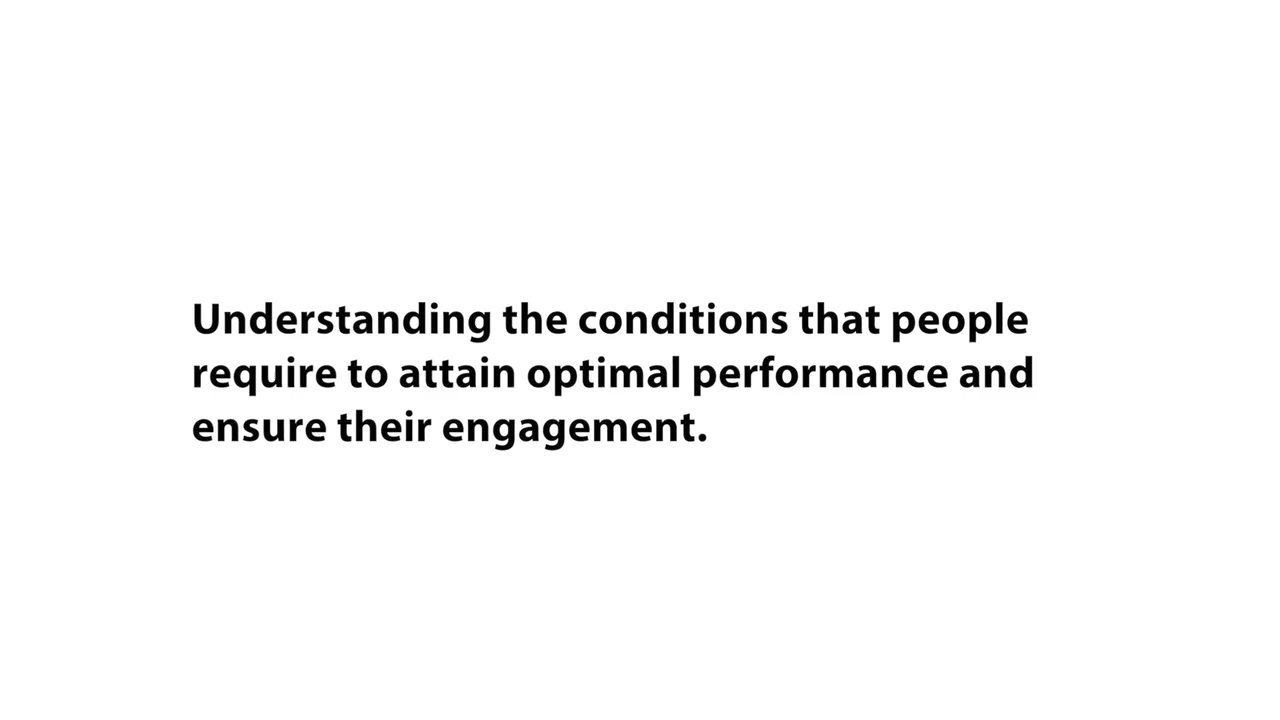 Understanding the conditions that people
require to attain optimal performance and
ensure their engagement.